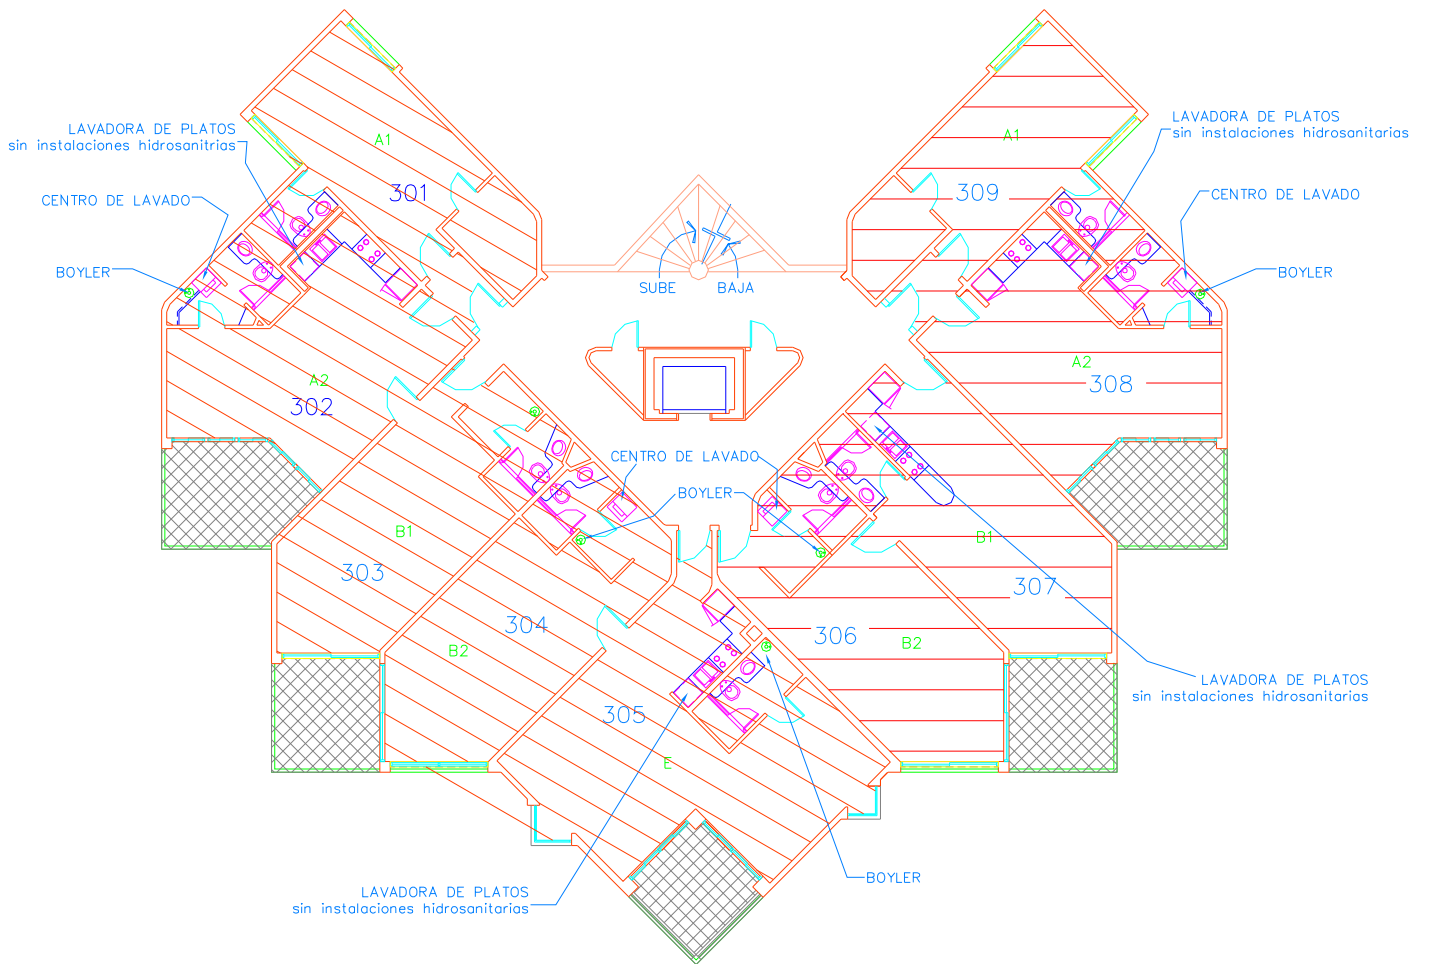 LAVADORA DE PLATOS
sin instalaciones hidrosanitrias
CENTRO DE LAVADO
BOYLER
A1
301
A1
309
LAVADORA DE PLATOS
sin instalaciones hidrosanitarias
CENTRO DE LAVADO
BOYLER
SUBE
BAJA
A2
302
A2
308
CENTRO DE LAVADO
BOYLER
B1
303
B1
307
304
B2
306
B2
305
E
LAVADORA DE PLATOS
sin instalaciones hidrosanitarias
BOYLER
LAVADORA DE PLATOS
sin instalaciones hidrosanitarias